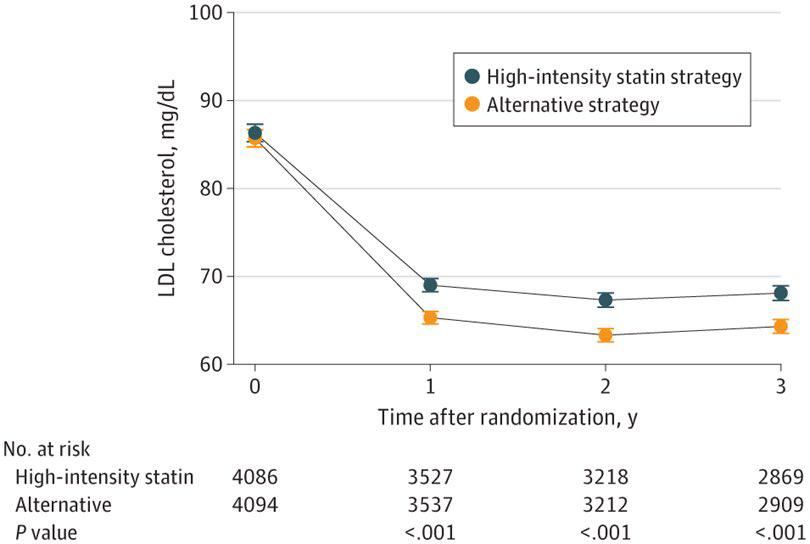 100
90
80
70
60
LDL cholesterol, mg/dL
High-intensity statin strategy
Alternative strategy
0 1 2 3
Time after randomization, y
No. at risk
High-intensity statin 4086 3527 3218 2869
Alternative 4094 3537 3212 2909
P value <.001 <.001 <.001